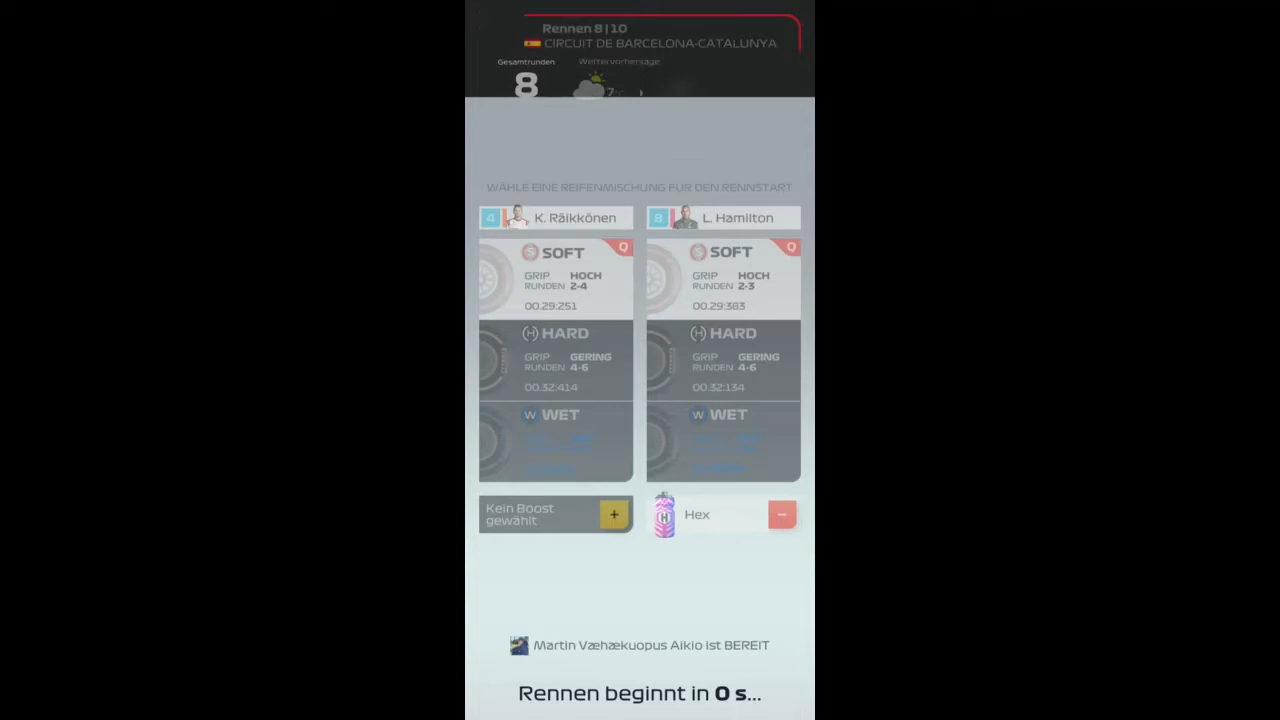 Rennen 8|10
CIRCUIT DE BARCELONA-CATALUNYA
Gesamtrunden
Wettervorhersage
8
7°C
WÄHLE EINE REIFENMISCHUNG FÜR DEN RENNSTART
4 K. Räikkönen
8 L. Hamilton
Q
S SOFT
GRIP HOCH
RUNDEN 2-4
00.29:251
Q
S SOFT
GRIP HOCH
RUNDEN 2-3
00.29:383
H HARD
GRIP GERING
RUNDEN 4-6
00.32:414
H HARD
GRIP GERING
RUNDEN 4-6
00.32:134
W WET
W WET
Kein Boost
gewählt
+
H
Hex
−
Martin Væhækuopus Aikio ist BEREIT
Rennen beginnt in 0 s...